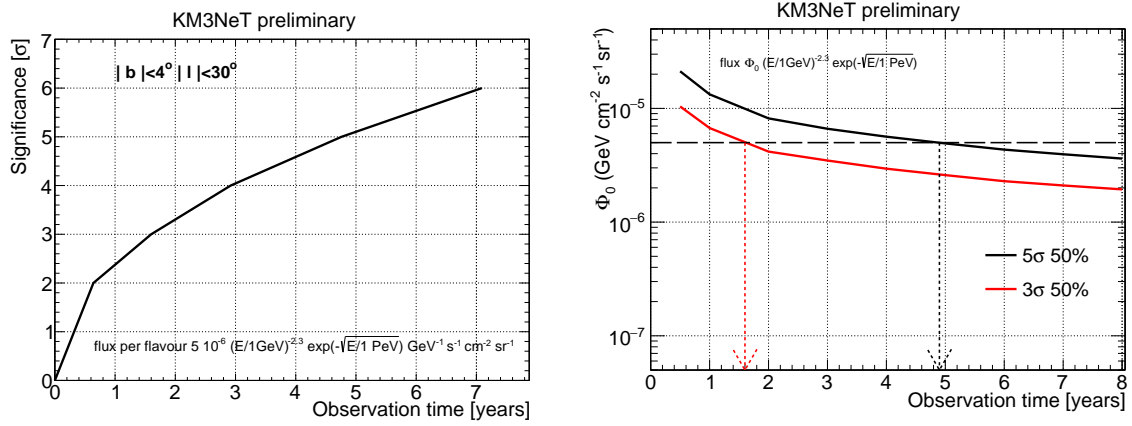 KM3NeT preliminary
Significance [σ]
7
6
5
4
3
2
1
0
| b |<4° | l |<30°
flux per flavour 5 10⁻⁶ (E/1GeV)⁻²·³ exp(-√E/1 PeV) GeV⁻¹ s⁻¹ cm⁻² sr⁻¹
0 1 2 3 4 5 6 7
Observation time [years]
KM3NeT preliminary
Φ₀ (GeV cm⁻² s⁻¹ sr⁻¹)
flux Φ₀ (E/1GeV)⁻²·³ exp(-√E/1 PeV)
10⁻⁵
10⁻⁶
10⁻⁷
5σ 50%
3σ 50%
0 1 2 3 4 5 6 7 8
Observation time [years]